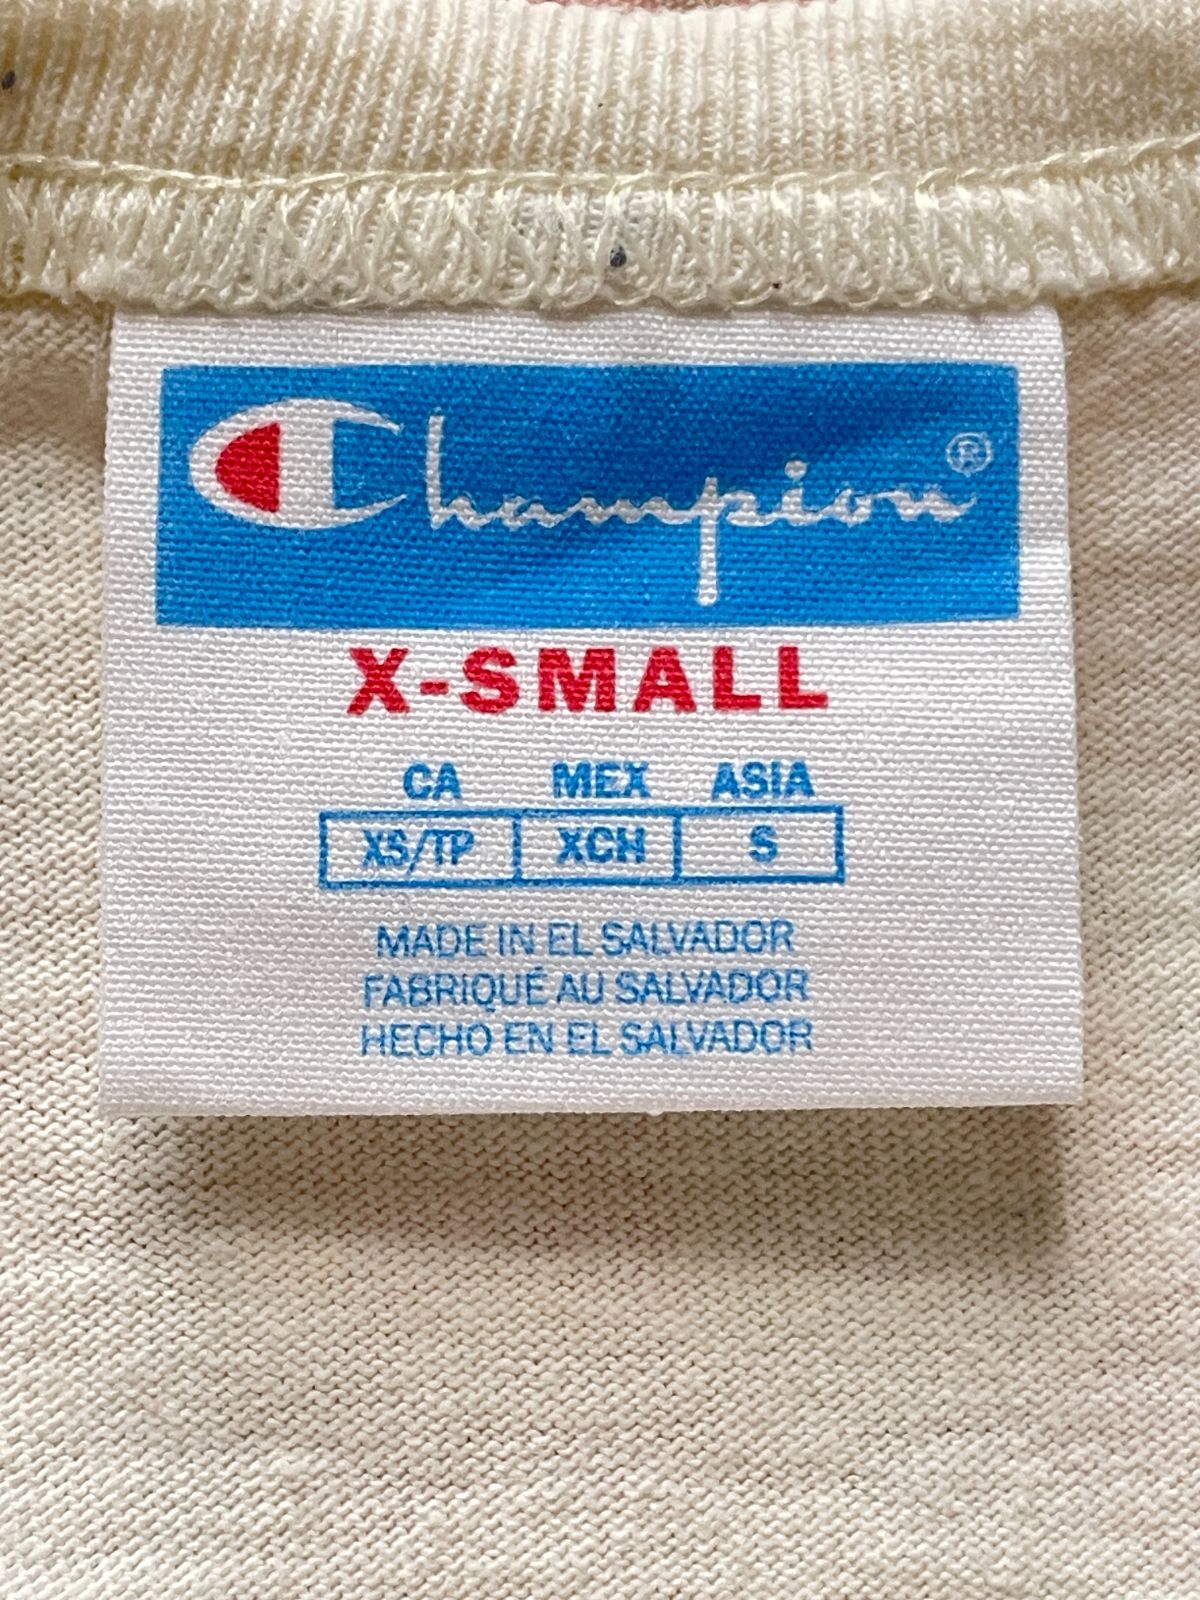 Champion®
X-SMALL
CA MEX ASIA
XS/TP XCH S
MADE IN EL SALVADOR
FABRIQUÉ AU SALVADOR
HECHO EN EL SALVADOR